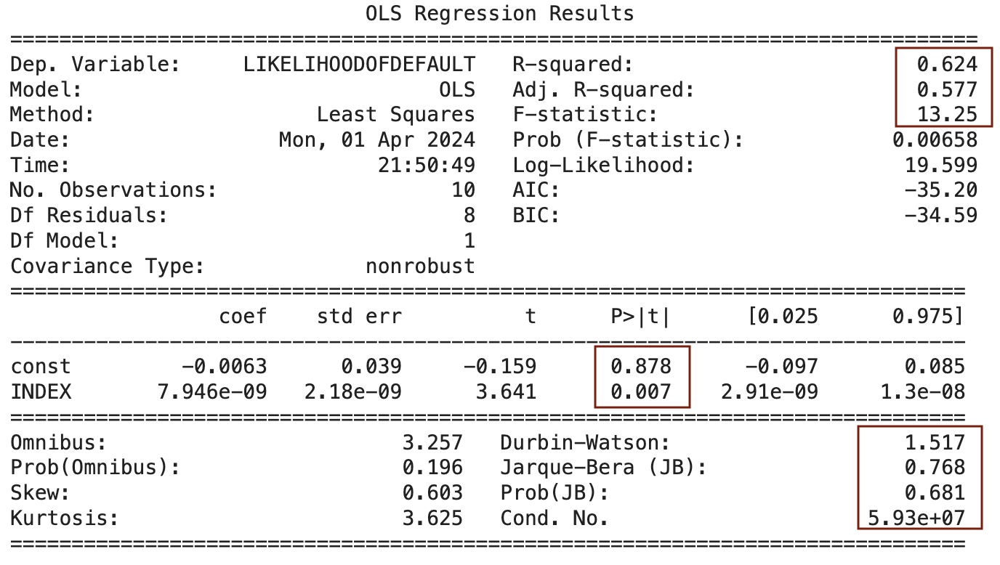 OLS Regression Results
==============================================================================
Dep. Variable: LIKELIHOODOFDEFAULT R-squared: 0.624
Model: OLS Adj. R-squared: 0.577
Method: Least Squares F-statistic: 13.25
Date: Mon, 01 Apr 2024 Prob (F-statistic): 0.00658
Time: 21:50:49 Log-Likelihood: 19.599
No. Observations: 10 AIC: -35.20
Df Residuals: 8 BIC: -34.59
Df Model: 1
Covariance Type: nonrobust
==============================================================================
coef std err t P>|t| [0.025 0.975]
------------------------------------------------------------------------------
const -0.0063 0.039 -0.159 0.878 -0.097 0.085
INDEX 7.946e-09 2.18e-09 3.641 0.007 2.91e-09 1.3e-08
==============================================================================
Omnibus: 3.257 Durbin-Watson: 1.517
Prob(Omnibus): 0.196 Jarque-Bera (JB): 0.768
Skew: 0.603 Prob(JB): 0.681
Kurtosis: 3.625 Cond. No. 5.93e+07
==============================================================================